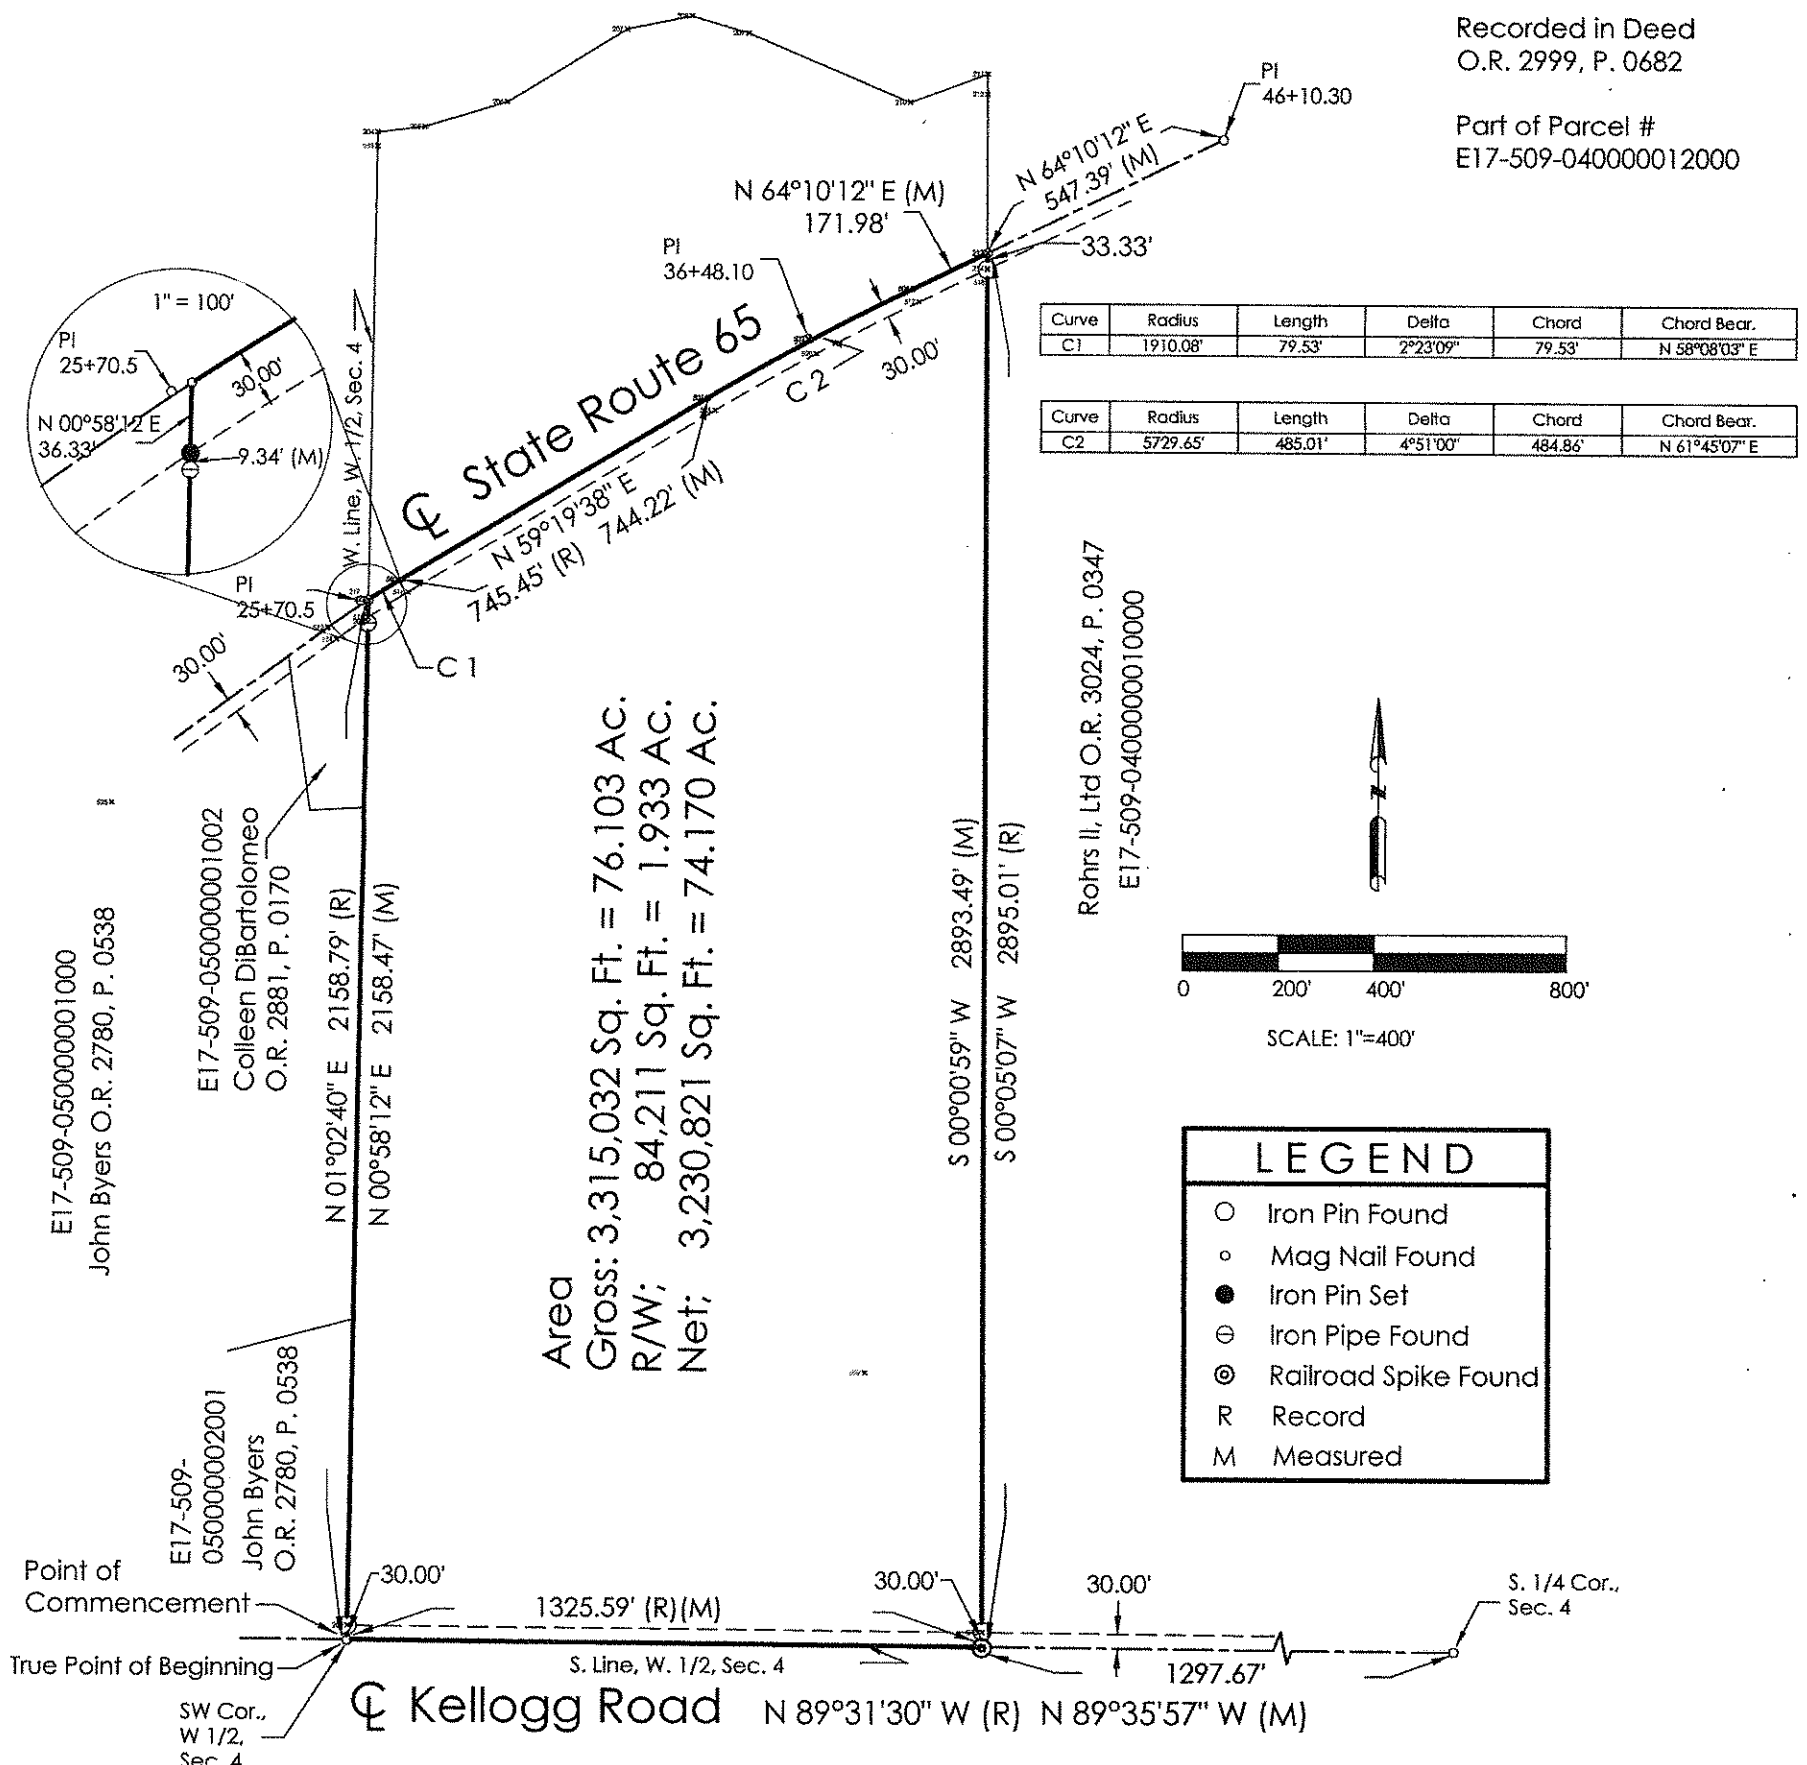 Recorded in Deed
O.R. 2999, P. 0682
Part of Parcel #
E17-509-040000012000
PI
46+10.30
N 64°10'12" E
547.39' (M)
N 64°10'12" E (M)
171.98'
33.33'
PI
36+48.10
30.00'
C 2
1" = 100'
PI
25+70.5
30.00'
N 00°58'12 E
36.33'
9.34' (M)
W. Line, W. 1/2, Sec. 4
℄ State Route 65
N 59°19'38" E
745.45' (R) 744.22' (M)
PI
25+70.5
30.00'
C 1
Curve Radius Length Delta Chord Chord Bear.
C1 1910.08' 79.53' 2°23'09" 79.53' N 58°08'03" E
Curve Radius Length Delta Chord Chord Bear.
C2 5729.65' 485.01' 4°51'00" 484.86' N 61°45'07" E
E17-509-050000001000
John Byers O.R. 2780, P. 0538
E17-509-050000001002
Colleen DiBartolomeo
O.R. 2881, P. 0170
N 01°02'40" E 2158.79' (R)
N 00°58'12" E 2158.47' (M)
Area
Gross: 3,315,032 Sq. Ft. = 76.103 Ac.
R/W; 84,211 Sq. Ft. = 1.933 Ac.
Net; 3,230,821 Sq. Ft. = 74.170 Ac.
S 00°00'59" W 2893.49' (M)
S 00°05'07" W 2895.01' (R)
Rohrs II, Ltd O.R. 3024, P. 0347
E17-509-040000010000
N
0 200' 400' 800'
SCALE: 1"=400'
LEGEND
Iron Pin Found
Mag Nail Found
Iron Pin Set
Iron Pipe Found
Railroad Spike Found
R Record
M Measured
E17-509-
050000002001
John Byers
O.R. 2780, P. 0538
Point of
Commencement
True Point of Beginning
SW Cor.,
W 1/2,
Sec. 4
30.00'
1325.59' (R)(M)
30.00'
30.00'
S. 1/4 Cor.,
Sec. 4
S. Line, W. 1/2, Sec. 4
1297.67'
℄ Kellogg Road N 89°31'30" W (R) N 89°35'57" W (M)